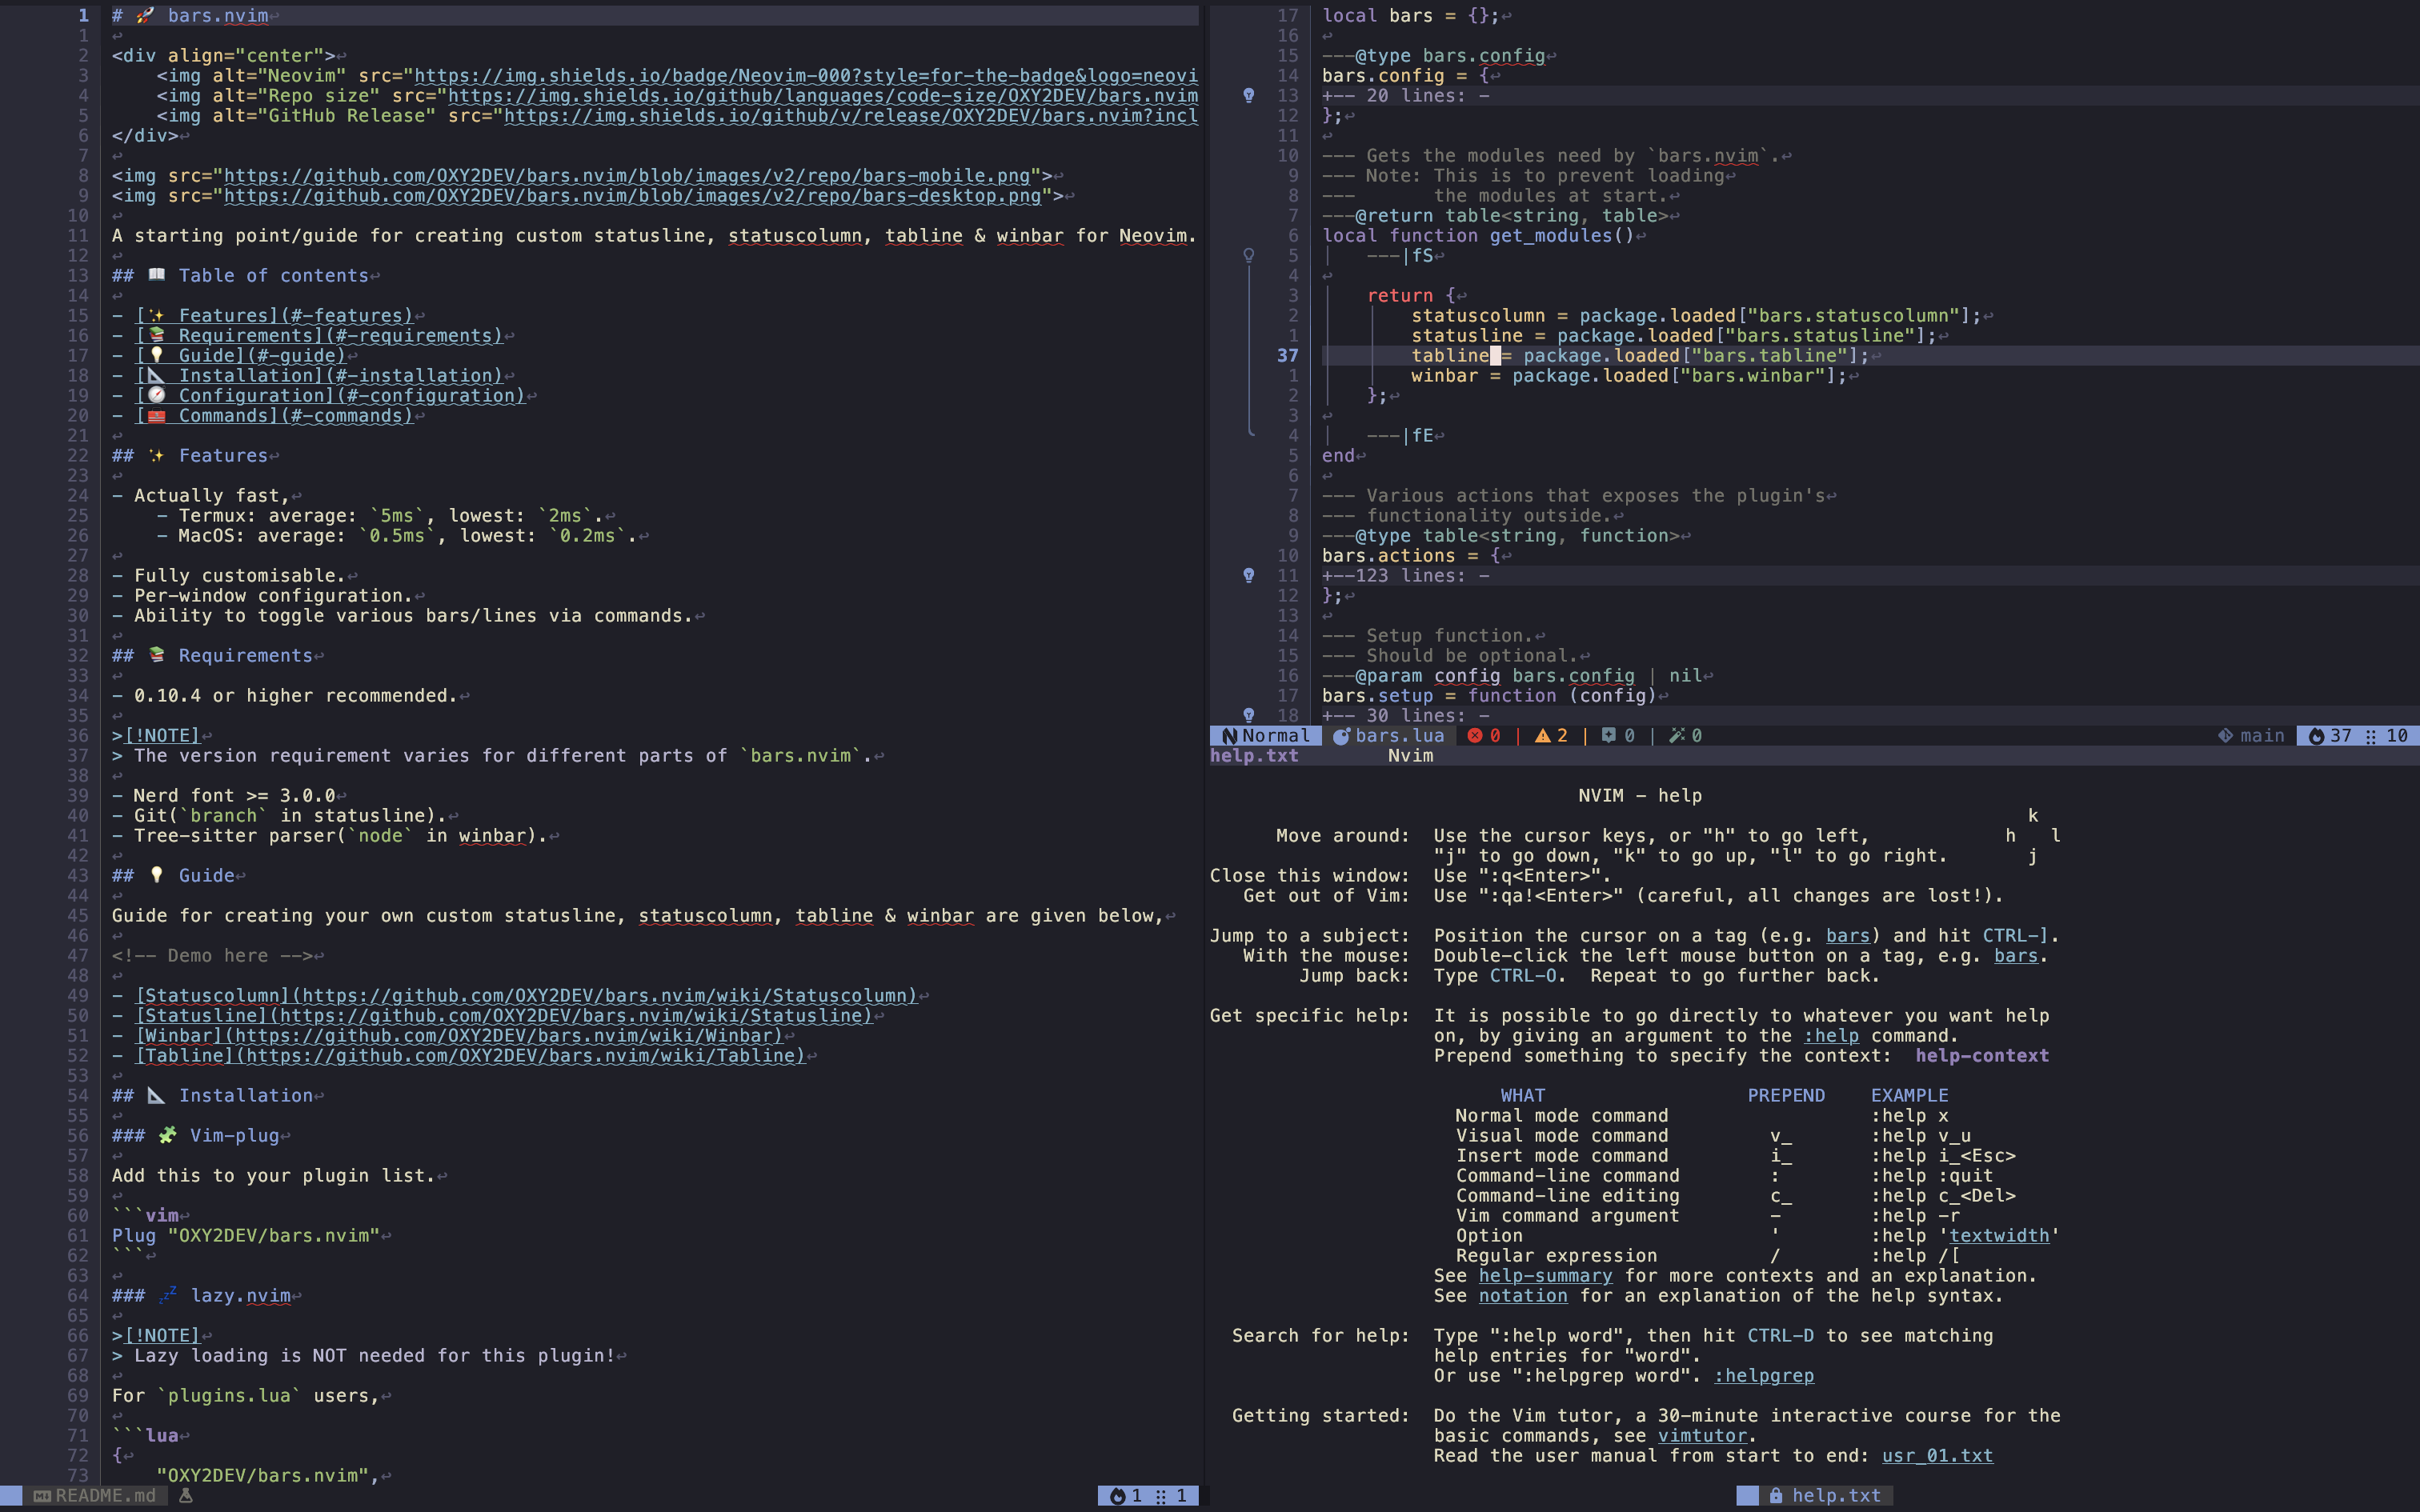 1 # 🚀 bars.nvim↩
1 ↩
2 <div align="center">↩
3 <img alt="Neovim" src="https://img.shields.io/badge/Neovim-000?style=for-the-badge&logo=neovi
4 <img alt="Repo size" src="https://img.shields.io/github/languages/code-size/OXY2DEV/bars.nvim
5 <img alt="GitHub Release" src="https://img.shields.io/github/v/release/OXY2DEV/bars.nvim?incl
6 </div>↩
7 ↩
8 <img src="https://github.com/OXY2DEV/bars.nvim/blob/images/v2/repo/bars-mobile.png">↩
9 <img src="https://github.com/OXY2DEV/bars.nvim/blob/images/v2/repo/bars-desktop.png">↩
10 ↩
11 A starting point/guide for creating custom statusline, statuscolumn, tabline & winbar for Neovim.
12 ↩
13 ## 📖 Table of contents↩
14 ↩
15 - [✨ Features](#-features)↩
16 - [📚 Requirements](#-requirements)↩
17 - [💡 Guide](#-guide)↩
18 - [📐 Installation](#-installation)↩
19 - [🧭 Configuration](#-configuration)↩
20 - [🧰 Commands](#-commands)↩
21 ↩
22 ## ✨ Features↩
23 ↩
24 - Actually fast,↩
25 - Termux: average: `5ms`, lowest: `2ms`.↩
26 - MacOS: average: `0.5ms`, lowest: `0.2ms`.↩
27 ↩
28 - Fully customisable.↩
29 - Per-window configuration.↩
30 - Ability to toggle various bars/lines via commands.↩
31 ↩
32 ## 📚 Requirements↩
33 ↩
34 - 0.10.4 or higher recommended.↩
35 ↩
36 >[!NOTE]↩
37 > The version requirement varies for different parts of `bars.nvim`.↩
38 ↩
39 - Nerd font >= 3.0.0↩
40 - Git(`branch` in statusline).↩
41 - Tree-sitter parser(`node` in winbar).↩
42 ↩
43 ## 💡 Guide↩
44 ↩
45 Guide for creating your own custom statusline, statuscolumn, tabline & winbar are given below,↩
46 ↩
47 <!-- Demo here -->↩
48 ↩
49 - [Statuscolumn](https://github.com/OXY2DEV/bars.nvim/wiki/Statuscolumn)↩
50 - [Statusline](https://github.com/OXY2DEV/bars.nvim/wiki/Statusline)↩
51 - [Winbar](https://github.com/OXY2DEV/bars.nvim/wiki/Winbar)↩
52 - [Tabline](https://github.com/OXY2DEV/bars.nvim/wiki/Tabline)↩
53 ↩
54 ## 📐 Installation↩
55 ↩
56 ### 🧩 Vim-plug↩
57 ↩
58 Add this to your plugin list.↩
59 ↩
60 ```vim↩
61 Plug "OXY2DEV/bars.nvim"↩
62 ```↩
63 ↩
64 ### 💤 lazy.nvim↩
65 ↩
66 >[!NOTE]↩
67 > Lazy loading is NOT needed for this plugin!↩
68 ↩
69 For `plugins.lua` users,↩
70 ↩
71 ```lua↩
72 {↩
73 "OXY2DEV/bars.nvim",↩
README.md 1 1
17 local bars = {};↩
16 ↩
15 ---@type bars.config↩
14 bars.config = {↩
13 +-- 20 lines: -
12 };↩
11 ↩
10 --- Gets the modules need by `bars.nvim`.↩
9 --- Note: This is to prevent loading↩
8 --- the modules at start.↩
7 ---@return table<string, table>↩
6 local function get_modules()↩
5 ---|fS↩
4 ↩
3 return {↩
2 statuscolumn = package.loaded["bars.statuscolumn"];↩
1 statusline = package.loaded["bars.statusline"];↩
37 tabline = package.loaded["bars.tabline"];↩
1 winbar = package.loaded["bars.winbar"];↩
2 };↩
3 ↩
4 ---|fE↩
5 end↩
6 ↩
7 --- Various actions that exposes the plugin's↩
8 --- functionality outside.↩
9 ---@type table<string, function>↩
10 bars.actions = {↩
11 +--123 lines: -
12 };↩
13 ↩
14 --- Setup function.↩
15 --- Should be optional.↩
16 ---@param config bars.config | nil↩
17 bars.setup = function (config)↩
18 +-- 30 lines: -
Normal bars.lua 0 | 2 | 0 | 0 main 37 10
help.txt Nvim
NVIM - help
k
Move around: Use the cursor keys, or "h" to go left, h l
"j" to go down, "k" to go up, "l" to go right. j
Close this window: Use ":q<Enter>".
Get out of Vim: Use ":qa!<Enter>" (careful, all changes are lost!).
Jump to a subject: Position the cursor on a tag (e.g. bars) and hit CTRL-].
With the mouse: Double-click the left mouse button on a tag, e.g. bars.
Jump back: Type CTRL-O. Repeat to go further back.
Get specific help: It is possible to go directly to whatever you want help
on, by giving an argument to the :help command.
Prepend something to specify the context: help-context
WHAT PREPEND EXAMPLE
Normal mode command :help x
Visual mode command v_ :help v_u
Insert mode command i_ :help i_<Esc>
Command-line command : :help :quit
Command-line editing c_ :help c_<Del>
Vim command argument - :help -r
Option ' :help 'textwidth'
Regular expression / :help /[
See help-summary for more contexts and an explanation.
See notation for an explanation of the help syntax.
Search for help: Type ":help word", then hit CTRL-D to see matching
help entries for "word".
Or use ":helpgrep word". :helpgrep
Getting started: Do the Vim tutor, a 30-minute interactive course for the
basic commands, see vimtutor.
Read the user manual from start to end: usr_01.txt
help.txt